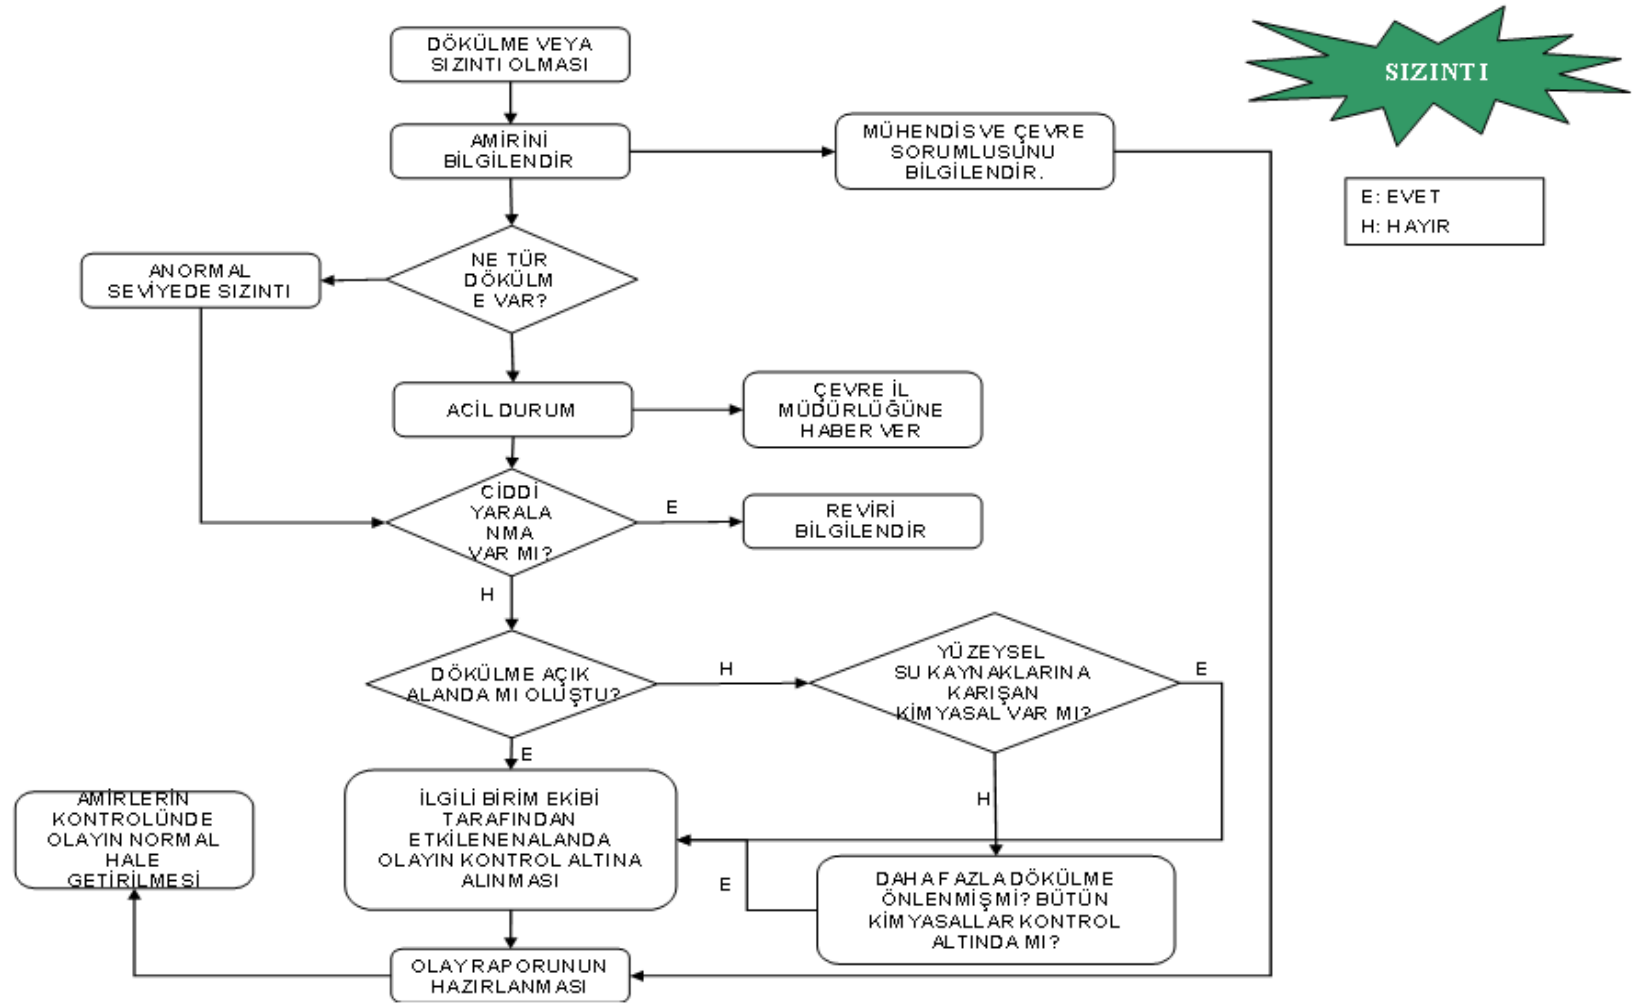 DÖKÜLME VEYA
SIZINTI OLMASI
SIZINTI
AMİRİNİ
BİLGİLENDİR
MÜHENDİS VE ÇEVRE
SORUMLUSUNU
BİLGİLENDİR.
E: EVET
H: HAYIR
NE TÜR
DÖKÜLM
E VAR?
ANORMAL
SEVİYEDE SIZINTI
ACİL DURUM
ÇEVRE İL
MÜDÜRLÜĞÜNE
HABER VER
CİDDİ
YARALA
NMA
VAR MI?
E
REVİRİ
BİLGİLENDİR
H
DÖKÜLME AÇIK
ALANDA MI OLUŞTU?
H
YÜZEYSEL
SU KAYNAKLARINA
KARIŞAN
KİMYASAL VAR MI?
E
E
H
AMİRLERİN
KONTROLÜNDE
OLAYIN NORMAL
HALE
GETİRİLMESİ
İLGİLİ BİRİM EKİBİ
TARAFINDAN
ETKİLENEN ALANDA
OLAYIN KONTROL ALTINA
ALINMASI
E
DAHA FAZLA DÖKÜLME
ÖNLENMİŞ Mİ? BÜTÜN
KİMYASALLAR KONTROL
ALTINDA MI?
OLAY RAPORUNUN
HAZIRLANMASI